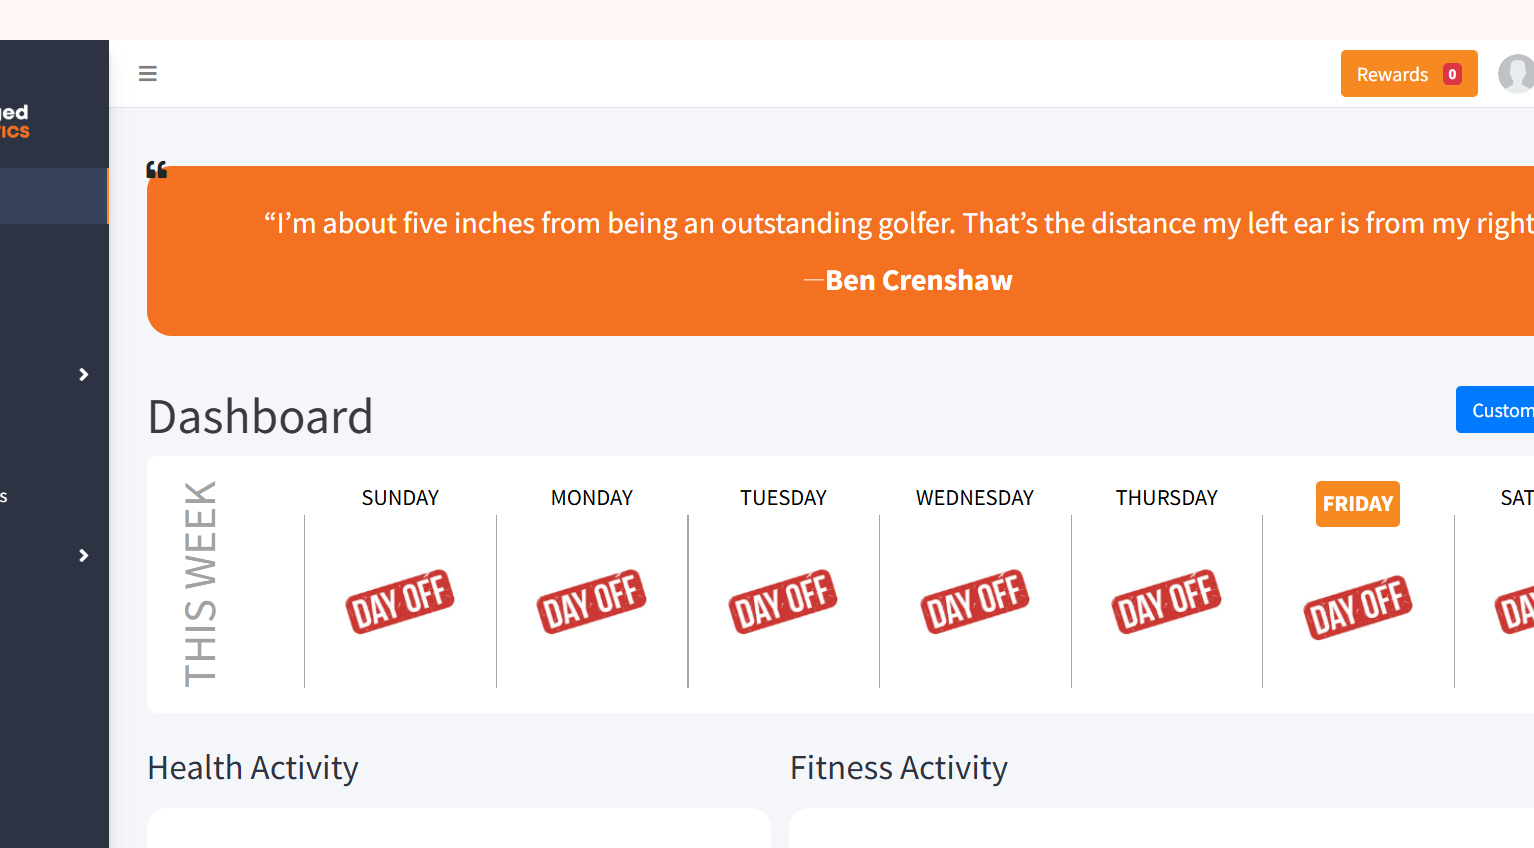 Rewards 0
ged
TICS
“I’m about five inches from being an outstanding golfer. That’s the distance my left ear is from my right
—Ben Crenshaw
Dashboard
Custom
THIS WEEK
SUNDAY
MONDAY
TUESDAY
WEDNESDAY
THURSDAY
FRIDAY
SAT
DAY OFF
DAY OFF
DAY OFF
DAY OFF
DAY OFF
DAY OFF
DA
s
Health Activity
Fitness Activity